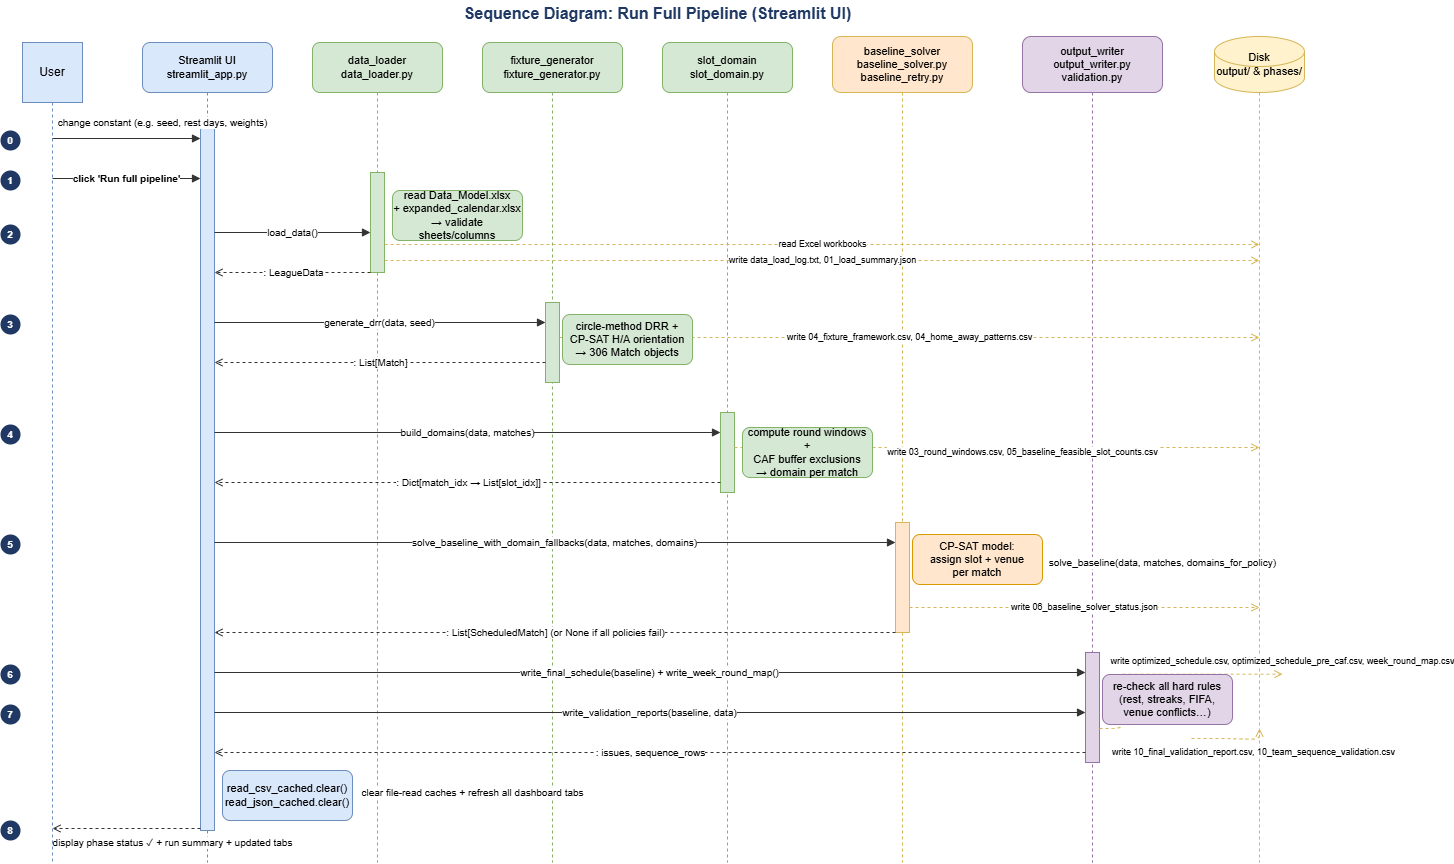 Sequence Diagram: Run Full Pipeline (Streamlit UI)
User
Streamlit UI
streamlit_app.py
data_loader
data_loader.py
fixture_generator
fixture_generator.py
slot_domain
slot_domain.py
baseline_solver
baseline_solver.py
baseline_retry.py
output_writer
output_writer.py
validation.py
Disk
output/ & phases/
0
change constant (e.g. seed, rest days, weights)
1
click 'Run full pipeline'
2
load_data()
read Data_Model.xlsx
+ expanded_calendar.xlsx
→ validate
sheets/columns
read Excel workbooks
write data_load_log.txt, 01_load_summary.json
: LeagueData
3
generate_drr(data, seed)
circle-method DRR +
CP-SAT H/A orientation
→ 306 Match objects
write 04_fixture_framework.csv, 04_home_away_patterns.csv
: List[Match]
4
build_domains(data, matches)
compute round windows
+
CAF buffer exclusions
→ domain per match
write 03_round_windows.csv, 05_baseline_feasible_slot_counts.csv
: Dict[match_idx → List[slot_idx]]
5
solve_baseline_with_domain_fallbacks(data, matches, domains)
CP-SAT model:
assign slot + venue
per match
solve_baseline(data, matches, domains_for_policy)
write 06_baseline_solver_status.json
: List[ScheduledMatch] (or None if all policies fail)
6
write_final_schedule(baseline) + write_week_round_map()
write optimized_schedule.csv, optimized_schedule_pre_caf.csv, week_round_map.csv
re-check all hard rules
(rest, streaks, FIFA,
venue conflicts…)
7
write_validation_reports(baseline, data)
: issues, sequence_rows
write 10_final_validation_report.csv, 10_team_sequence_validation.csv
read_csv_cached.clear()
read_json_cached.clear()
clear file-read caches + refresh all dashboard tabs
8
display phase status ✓ + run summary + updated tabs